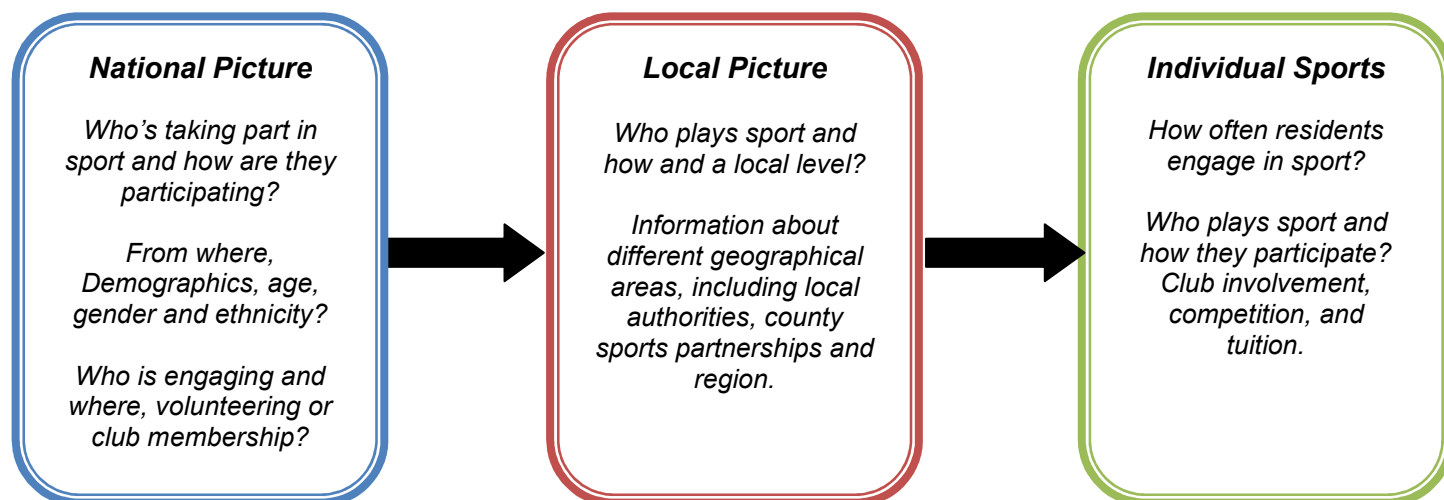 National Picture
Who's taking part in
sport and how are they
participating?
From where,
Demographics, age,
gender and ethnicity?
Who is engaging and
where, volunteering or
club membership?
Local Picture
Who plays sport and
how and a local level?
Information about
different geographical
areas, including local
authorities, county
sports partnerships and
region.
Individual Sports
How often residents
engage in sport?
Who plays sport and
how they participate?
Club involvement,
competition, and
tuition.